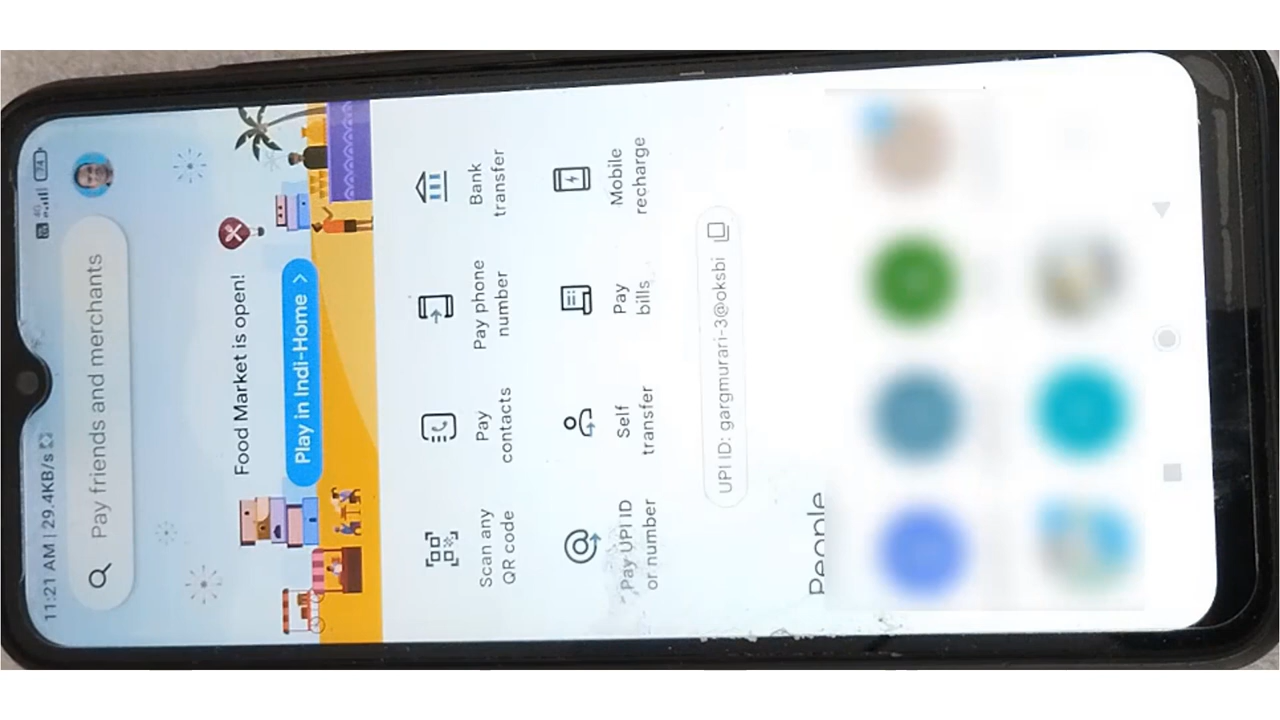 11:21 AM | 29.4KB/s
4G
74
Pay friends and merchants
Food Market is open!
Play in Indi-Home >
Scan any
QR code
Pay
contacts
Pay phone
number
Bank
transfer
Pay UPI ID
or number
Self
transfer
Pay
bills
Mobile
recharge
UPI ID: gargmurari-3@oksbi
People